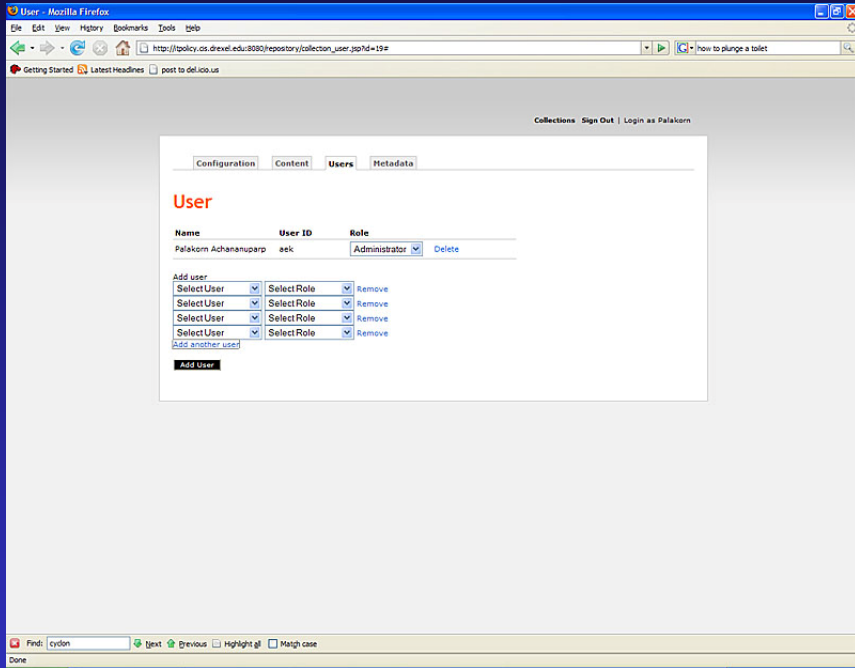 User - Mozilla Firefox
File Edit View History Bookmarks Tools Help
http://itpolicy.cis.drexel.edu:8080/repository/collection_user.jsp?id=19#
G how to plunge a toilet
Getting Started Latest Headlines post to del.icio.us
Collections Sign Out | Login as Palakorn
Configuration Content Users Metadata
User
Name User ID Role
Palakorn Achananuparp aek Administrator Delete
Add user
Select User Select Role Remove
Select User Select Role Remove
Select User Select Role Remove
Select User Select Role Remove
Add another user
Add User
Find: cyclon Next Previous Highlight all Match case
Done